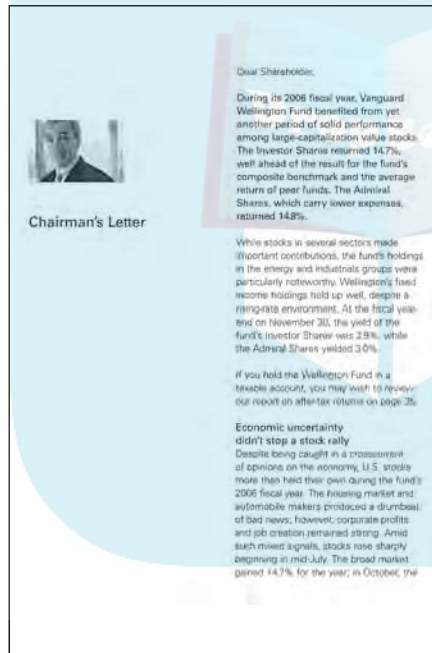 Dear Shareholder,
During its 2006 fiscal year, Vanguard
Wellington Fund benefited from yet
another period of solid performance
among large-capitalization value stocks.
The Investor Shares returned 14.7%,
well ahead of the result for the fund's
composite benchmark and the average
return of peer funds. The Admiral
Shares, which carry lower expenses,
returned 14.8%.
Chairman's Letter
While stocks in several sectors made
important contributions, the fund's holdings
in the energy and industrials groups were
particularly noteworthy. Wellington's fixed
income holdings held up well, despite a
rising-rate environment. At the fiscal year-
end on November 30, the yield of the
fund's Investor Shares was 2.9%, while
the Admiral Shares yielded 3.0%.
If you hold the Wellington Fund in a
taxable account, you may wish to review
our report on after-tax returns on page 35.
Economic uncertainty
didn't stop a stock rally
Despite being caught in a crosscurrent
of opinions on the economy, U.S. stocks
more than held their own during the fund's
2006 fiscal year. The housing market and
automobile makers produced a drumbeat
of bad news; however, corporate profits
and job creation remained strong. Amid
such mixed signals, stocks rose sharply
beginning in mid-July. The broad market
gained 14.7% for the year; in October, the